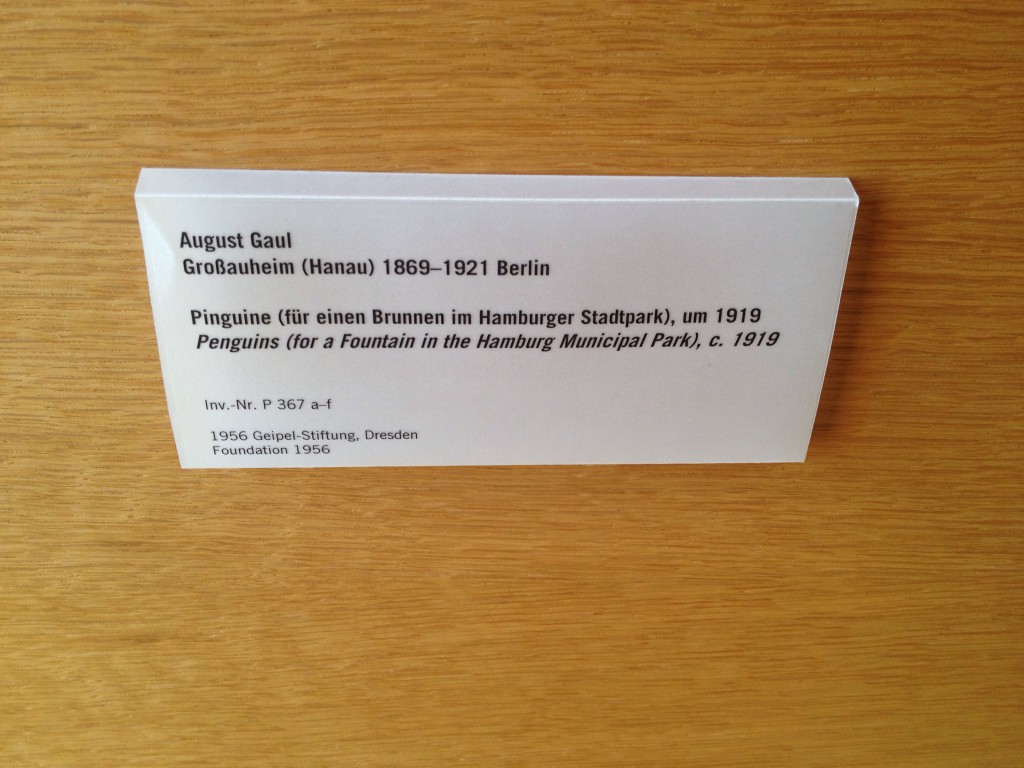 August Gaul
Großauheim (Hanau) 1869–1921 Berlin
Pinguine (für einen Brunnen im Hamburger Stadtpark), um 1919
Penguins (for a Fountain in the Hamburg Municipal Park), c. 1919
Inv.-Nr. P 367 a–f
1956 Geipel-Stiftung, Dresden
Foundation 1956